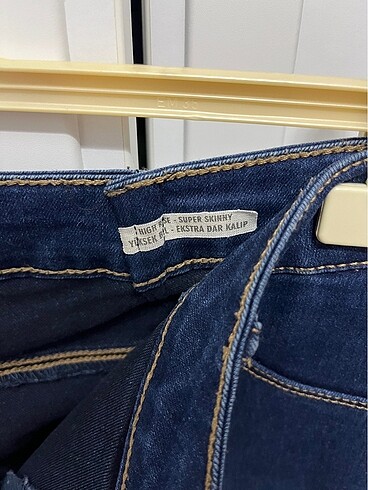 HIGH RISE - SUPER SKINNY
YÜKSEK BEL - EKSTRA DAR KALIP